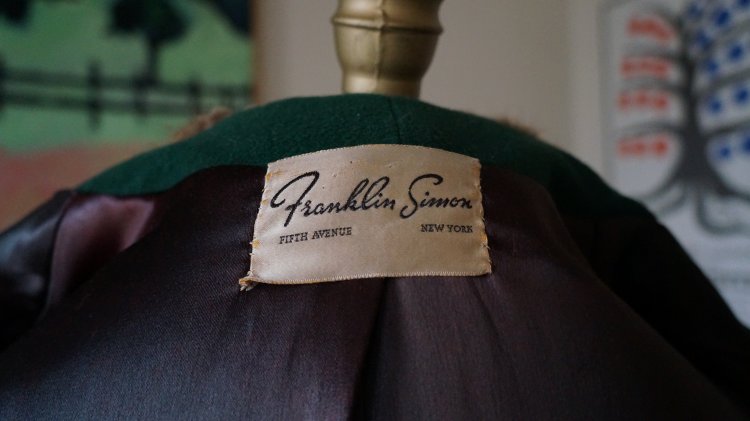 Franklin Simon
FIFTH AVENUE NEW YORK